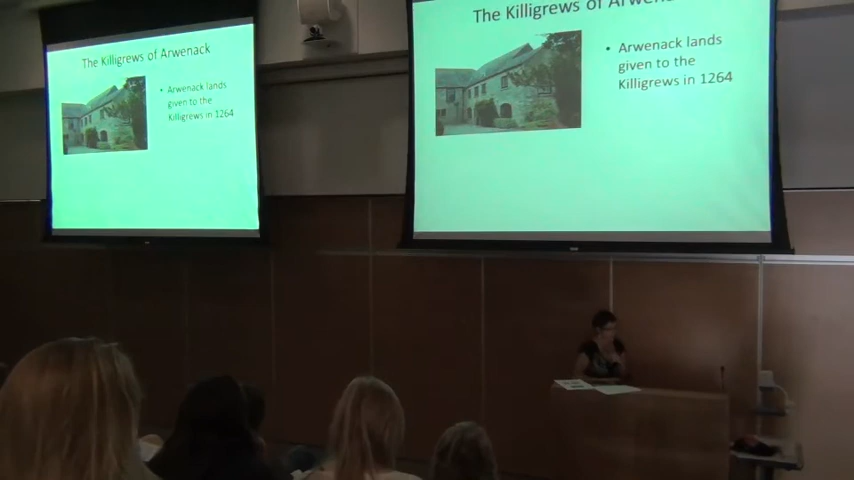 The Killigrews of Arwenack
• Arwenack lands
given to the
Killigrews in 1264
The Killigrews of Arwenack
• Arwenack lands
given to the
Killigrews in 1264